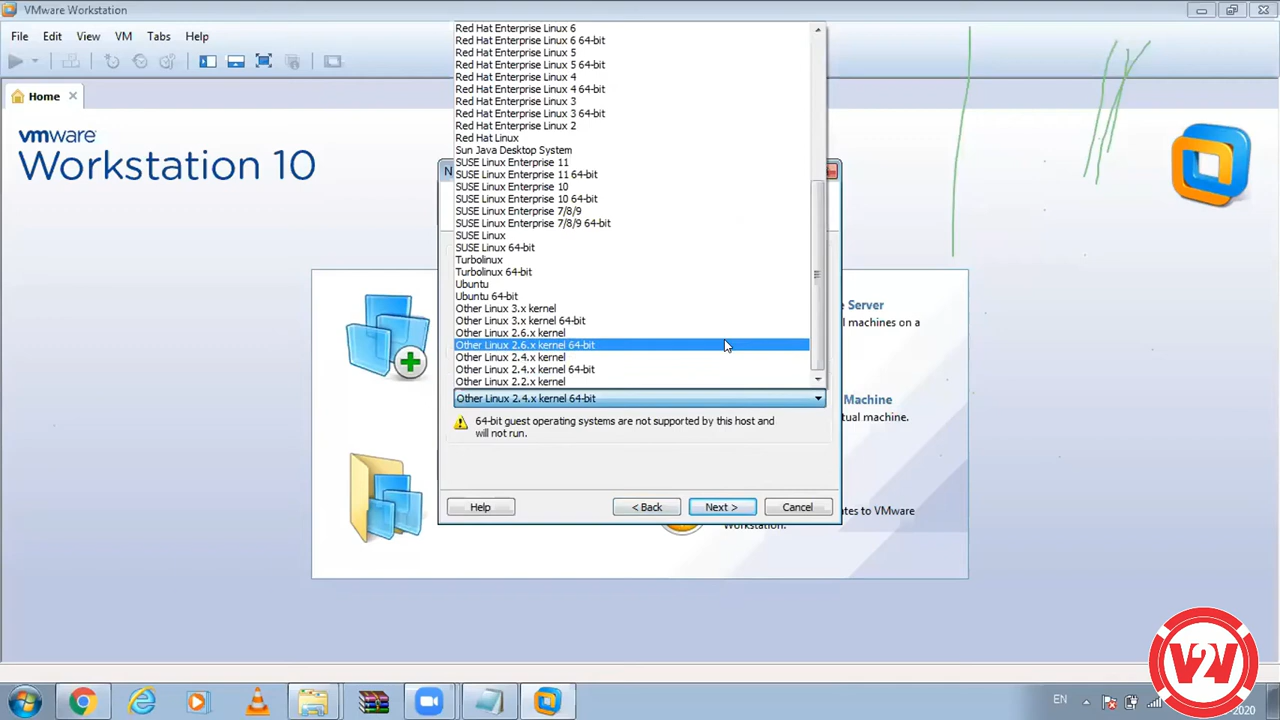 VMware Workstation
File Edit View VM Tabs Help
Home
vmware
Workstation 10
Red Hat Enterprise Linux 6
Red Hat Enterprise Linux 6 64-bit
Red Hat Enterprise Linux 5
Red Hat Enterprise Linux 5 64-bit
Red Hat Enterprise Linux 4
Red Hat Enterprise Linux 4 64-bit
Red Hat Enterprise Linux 3
Red Hat Enterprise Linux 3 64-bit
Red Hat Enterprise Linux 2
Red Hat Linux
Sun Java Desktop System
SUSE Linux Enterprise 11
SUSE Linux Enterprise 11 64-bit
SUSE Linux Enterprise 10
SUSE Linux Enterprise 10 64-bit
SUSE Linux Enterprise 7/8/9
SUSE Linux Enterprise 7/8/9 64-bit
SUSE Linux
SUSE Linux 64-bit
Turbolinux
Turbolinux 64-bit
Ubuntu
Ubuntu 64-bit
Other Linux 3.x kernel
Other Linux 3.x kernel 64-bit
Other Linux 2.6.x kernel
Other Linux 2.6.x kernel 64-bit
Other Linux 2.4.x kernel
Other Linux 2.4.x kernel 64-bit
Other Linux 2.2.x kernel
Other Linux 2.4.x kernel 64-bit
64-bit guest operating systems are not supported by this host and
will not run.
Help < Back Next > Cancel
Server
machines on a
Machine
tual machine.
ates to VMware
Workstation.
EN
2020
V2V